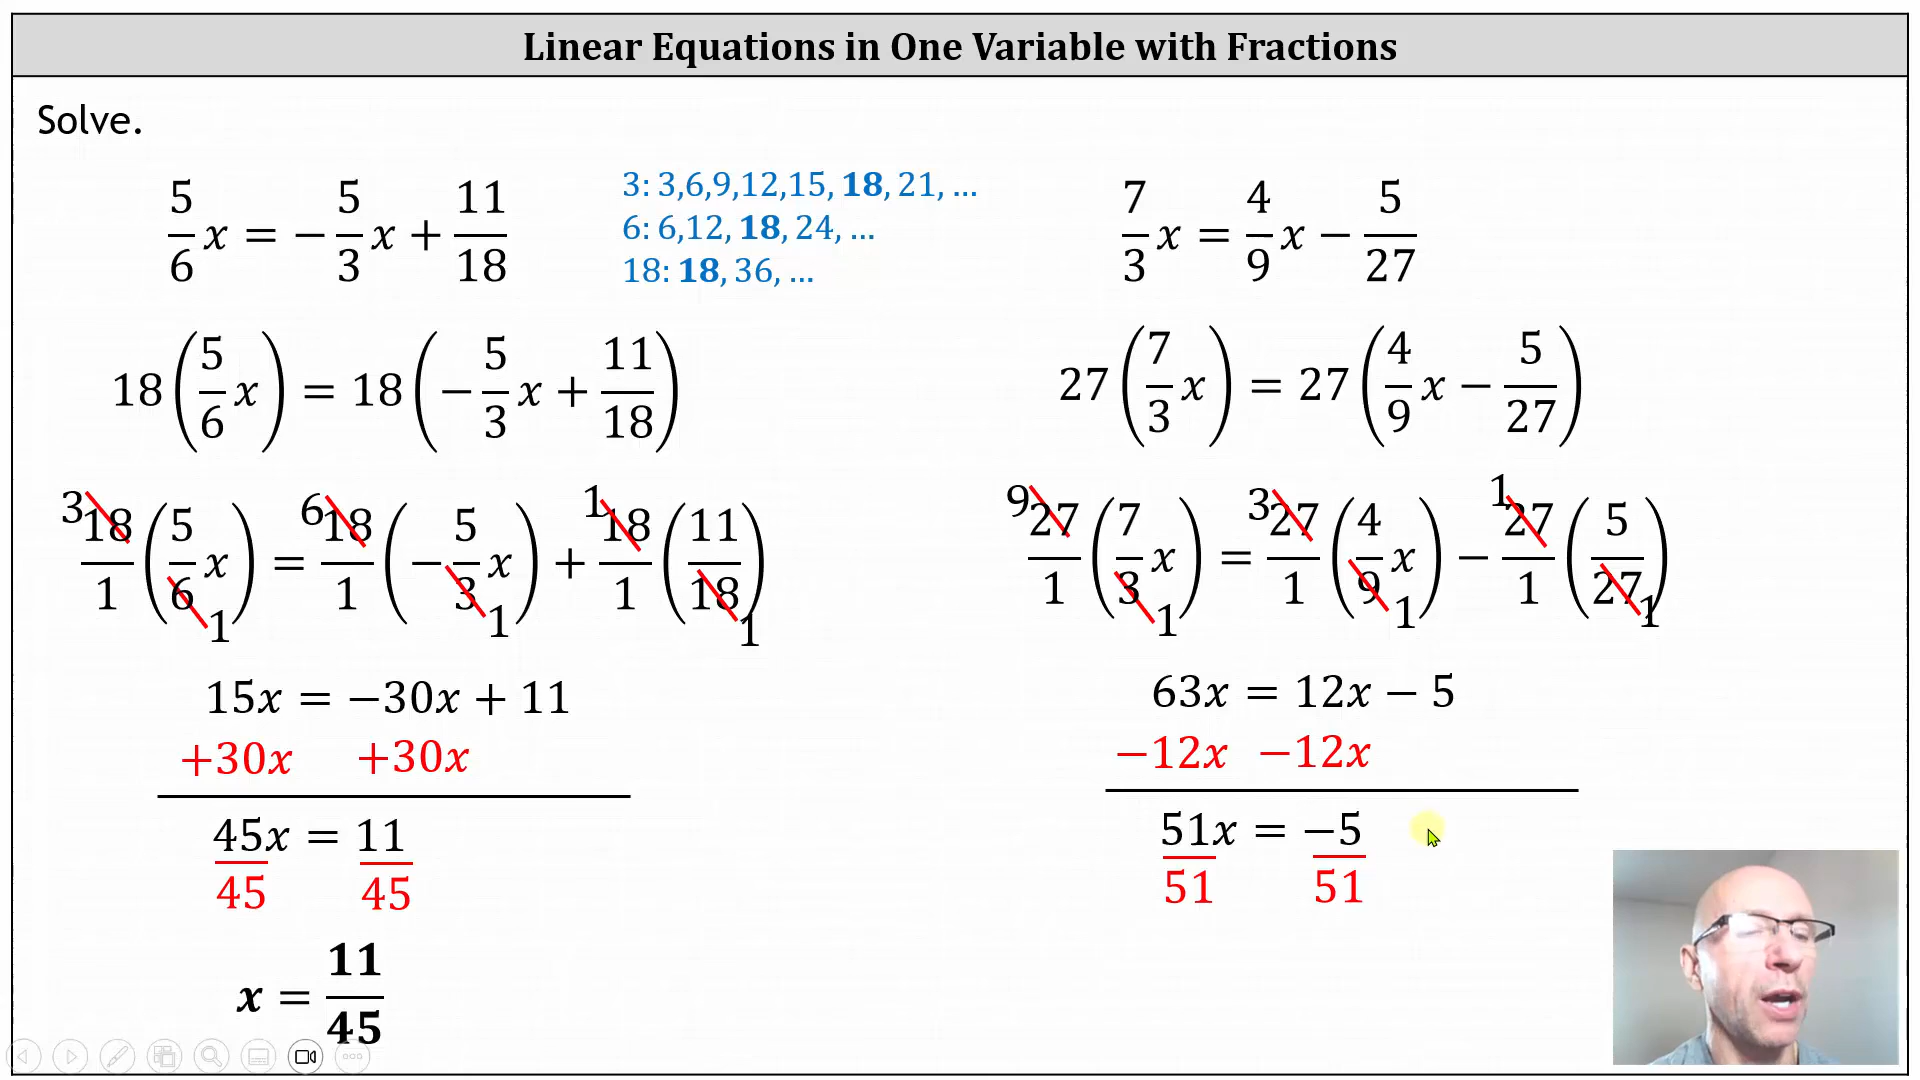 Linear Equations in One Variable with Fractions
Solve.
5/6 x = −5/3 x + 11/18
3: 3,6,9,12,15, 18, 21, ...
6: 6,12, 18, 24, ...
18: 18, 36, ...
18(5/6 x) = 18(−5/3 x + 11/18)
3 18/1 (5/6 x) 1 = 6 18/1 (−5/3 x) 1 + 1 18/1 (11/18) 1
15x = −30x + 11
+30x +30x
45x = 11
45 45
x = 11/45
7/3 x = 4/9 x − 5/27
27(7/3 x) = 27(4/9 x − 5/27)
9 27/1 (7/3 x) 1 = 3 27/1 (4/9 x) 1 − 1 27/1 (5/27) 1
63x = 12x − 5
−12x −12x
51x = −5
51 51